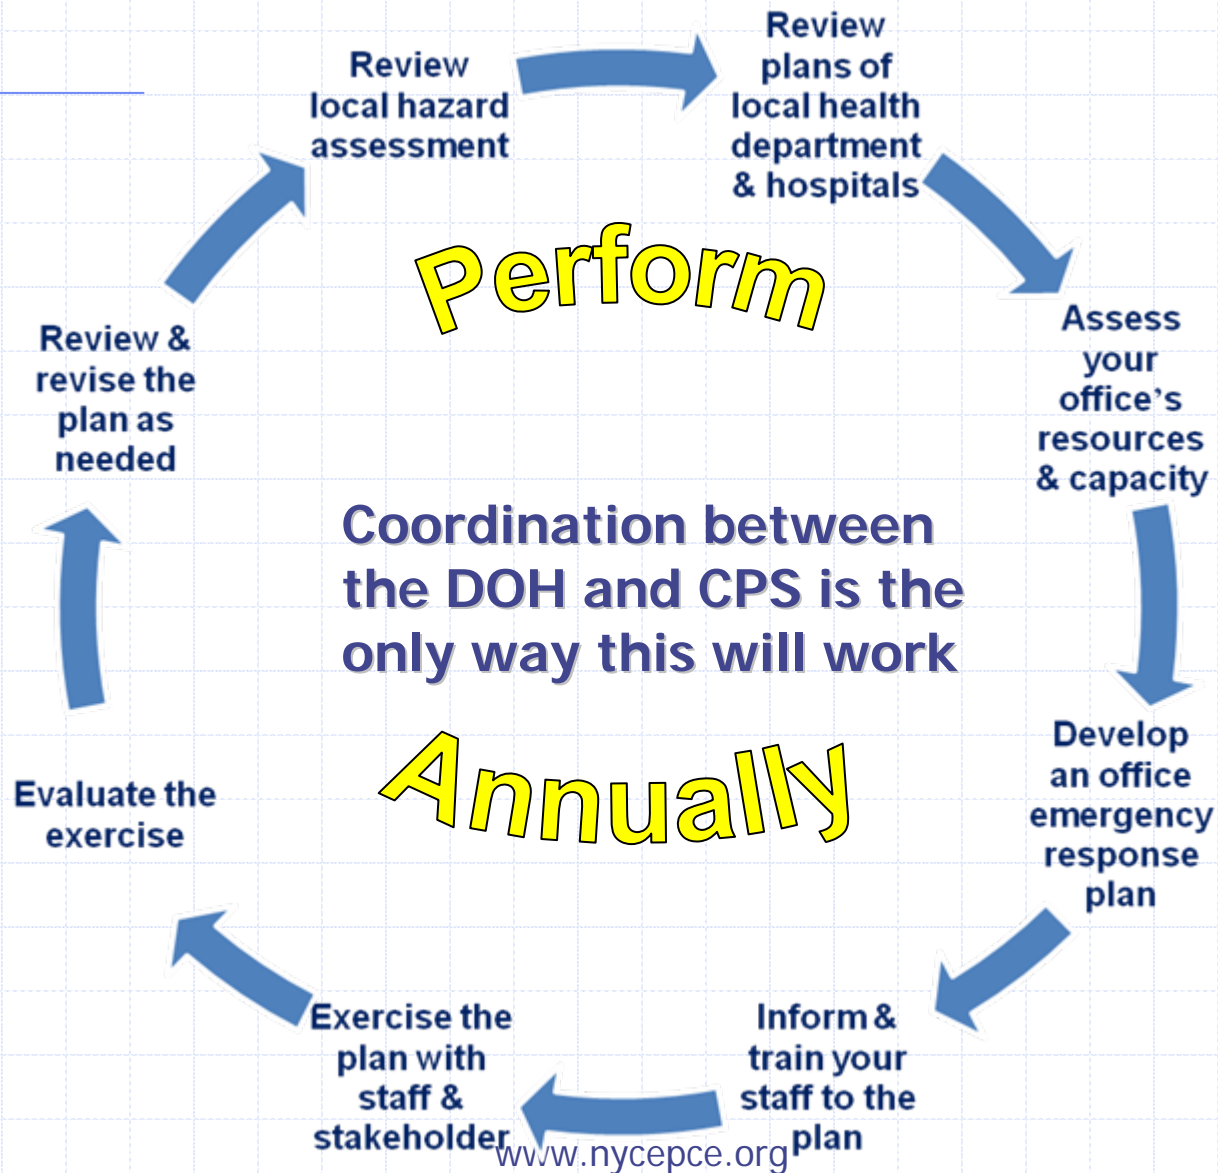 Review
local hazard
assessment
Review
plans of
local health
department
& hospitals
Assess
your
office’s
resources
& capacity
Develop
an office
emergency
response
plan
Inform &
train your
staff to the
plan
Exercise the
plan with
staff &
stakeholder
Evaluate the
exercise
Review &
revise the
plan as
needed
Perform
Coordination between
the DOH and CPS is the
only way this will work
Annually
www.nycepce.org